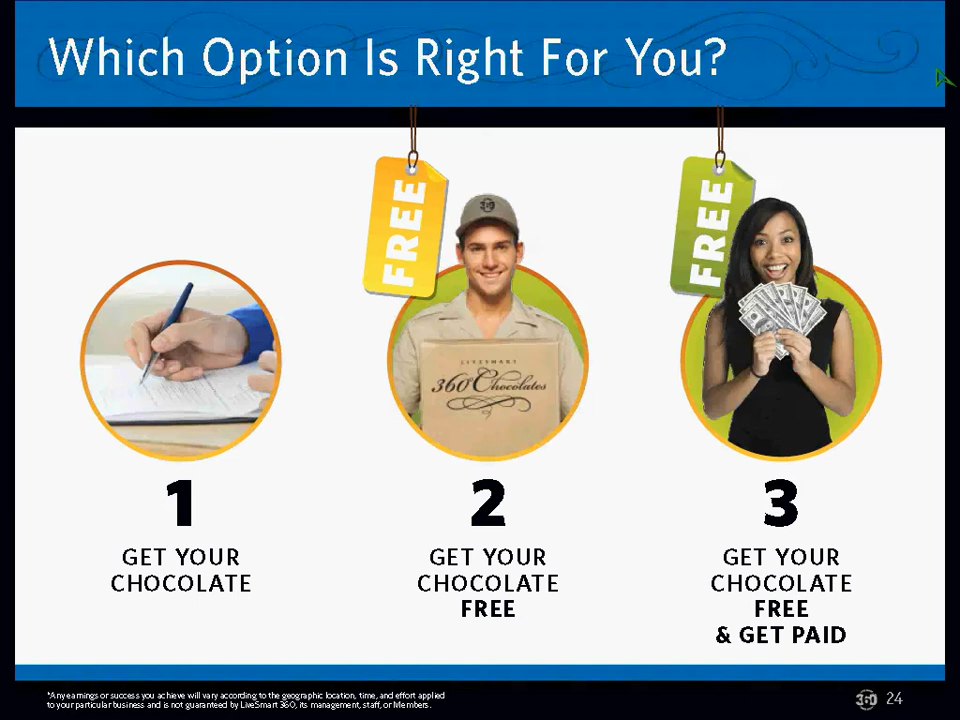 Which Option Is Right For You?
FREE
FREE
360
LIVESMART
360° Chocolates
1
GET YOUR
CHOCOLATE
2
GET YOUR
CHOCOLATE
FREE
3
GET YOUR
CHOCOLATE
FREE
& GET PAID
*Any earnings or success you achieve will vary according to the geographic location, time, and effort applied
to your particular business and is not guaranteed by LiveSmart 360, its management, staff, or Members.
360 24